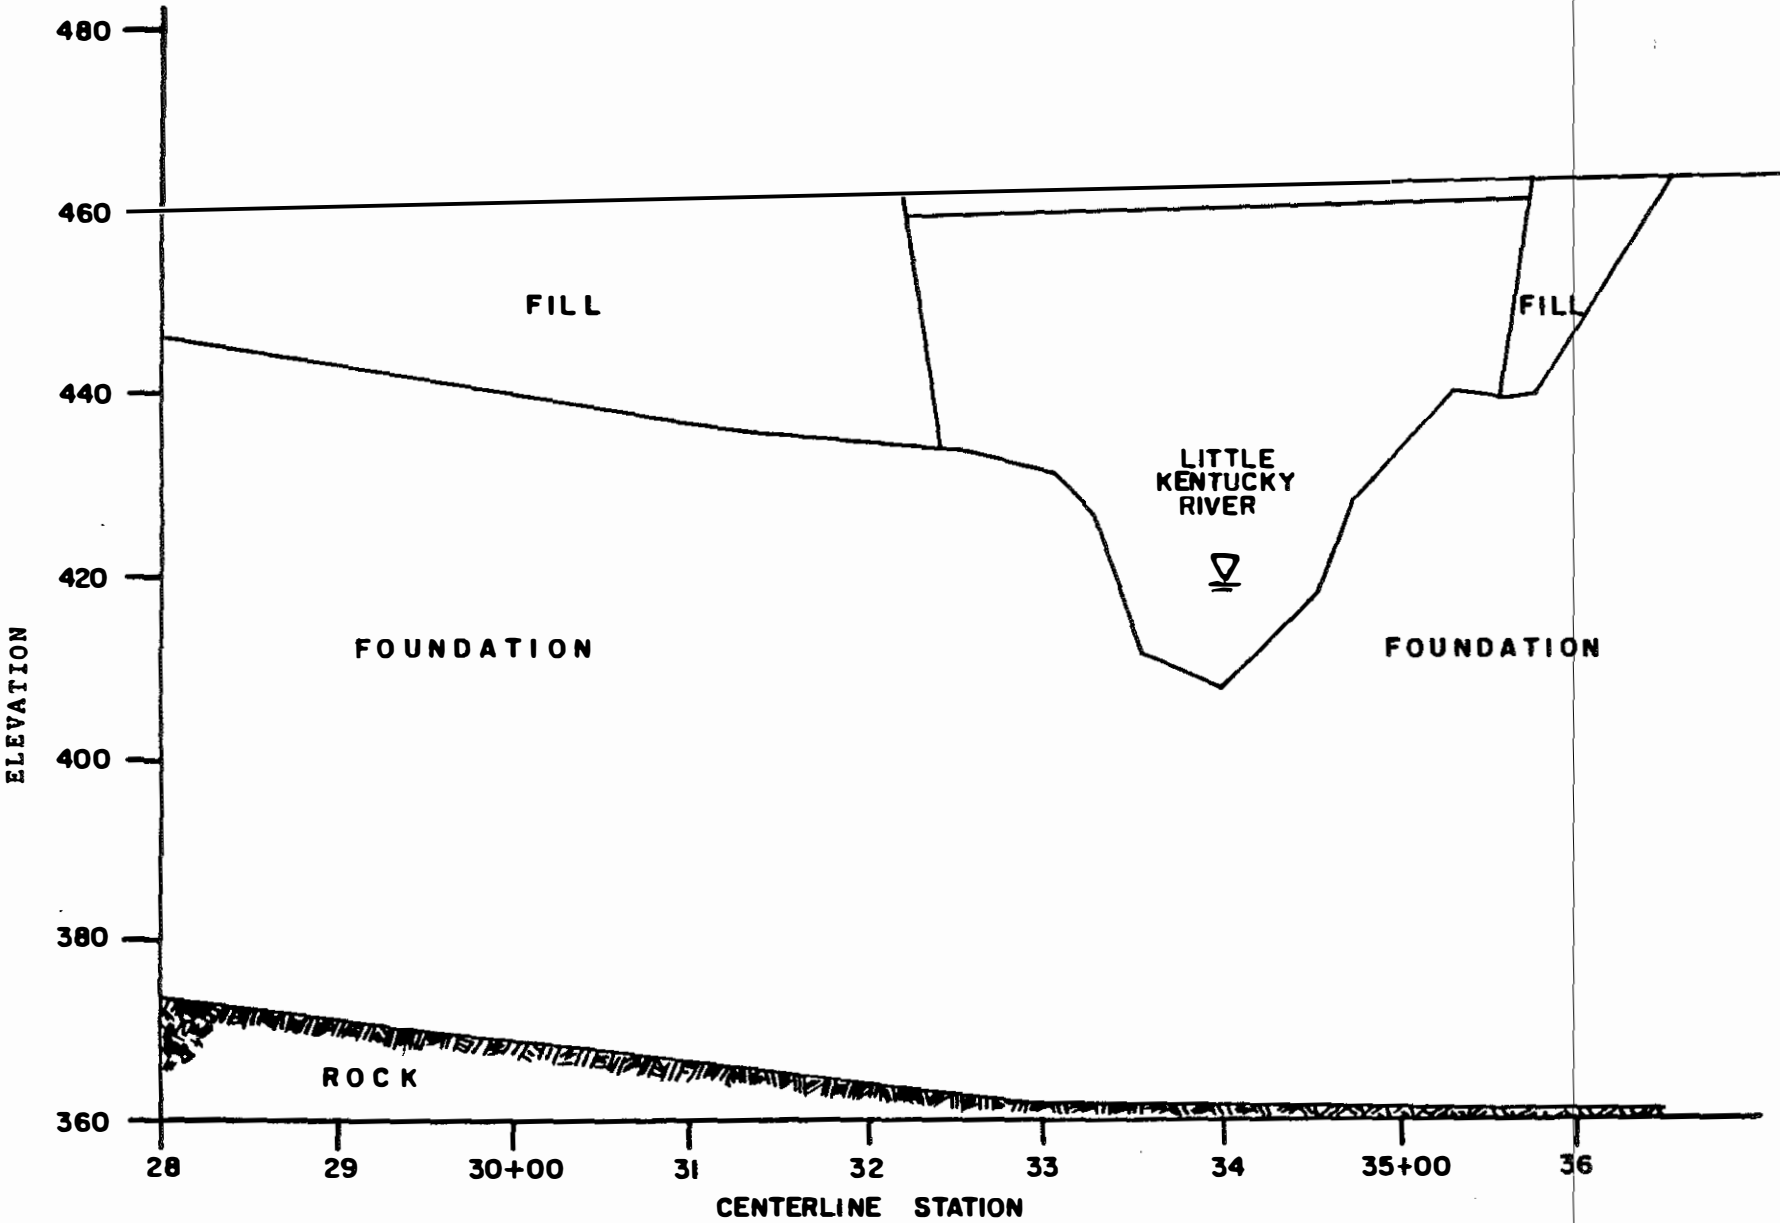 480
460
FILL
FILL
440
LITTLE
KENTUCKY
RIVER
420
ELEVATION
FOUNDATION
FOUNDATION
400
380
ROCK
360
28 29 30+00 31 32 33 34 35+00 36
CENTERLINE STATION